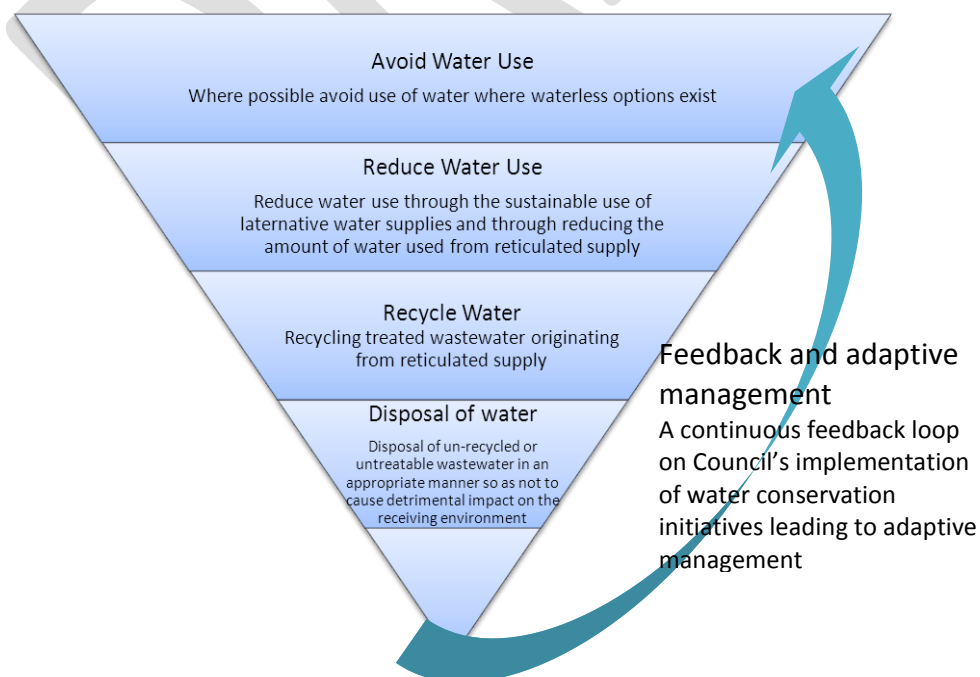 Avoid Water Use
Where possible avoid use of water where waterless options exist
Reduce Water Use
Reduce water use through the sustainable use of
laternative water supplies and through reducing the
amount of water used from reticulated supply
Recycle Water
Recycling treated wastewater originating
from reticulated supply
Disposal of water
Disposal of un-recycled or
untreatable wastewater in an
appropriate manner so as not to
cause detrimental impact on the
receiving environment
Feedback and adaptive
management
A continuous feedback loop
on Council’s implementation
of water conservation
initiatives leading to adaptive
management